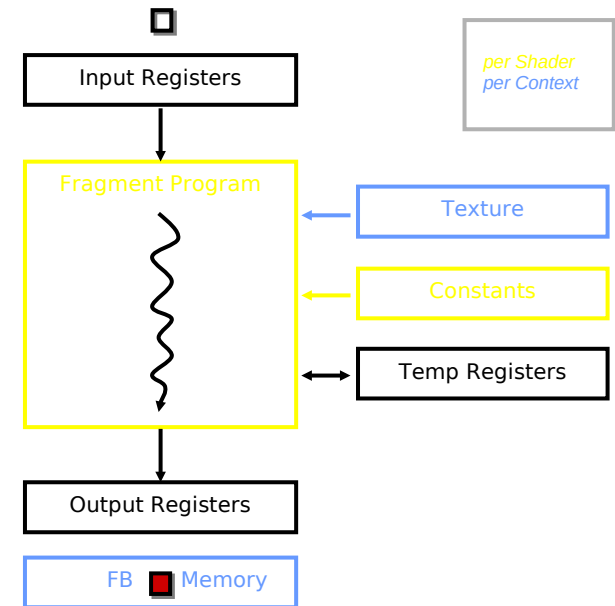 Input Registers
per Shader
per Context
Fragment Program
Texture
Constants
Temp Registers
Output Registers
FB Memory